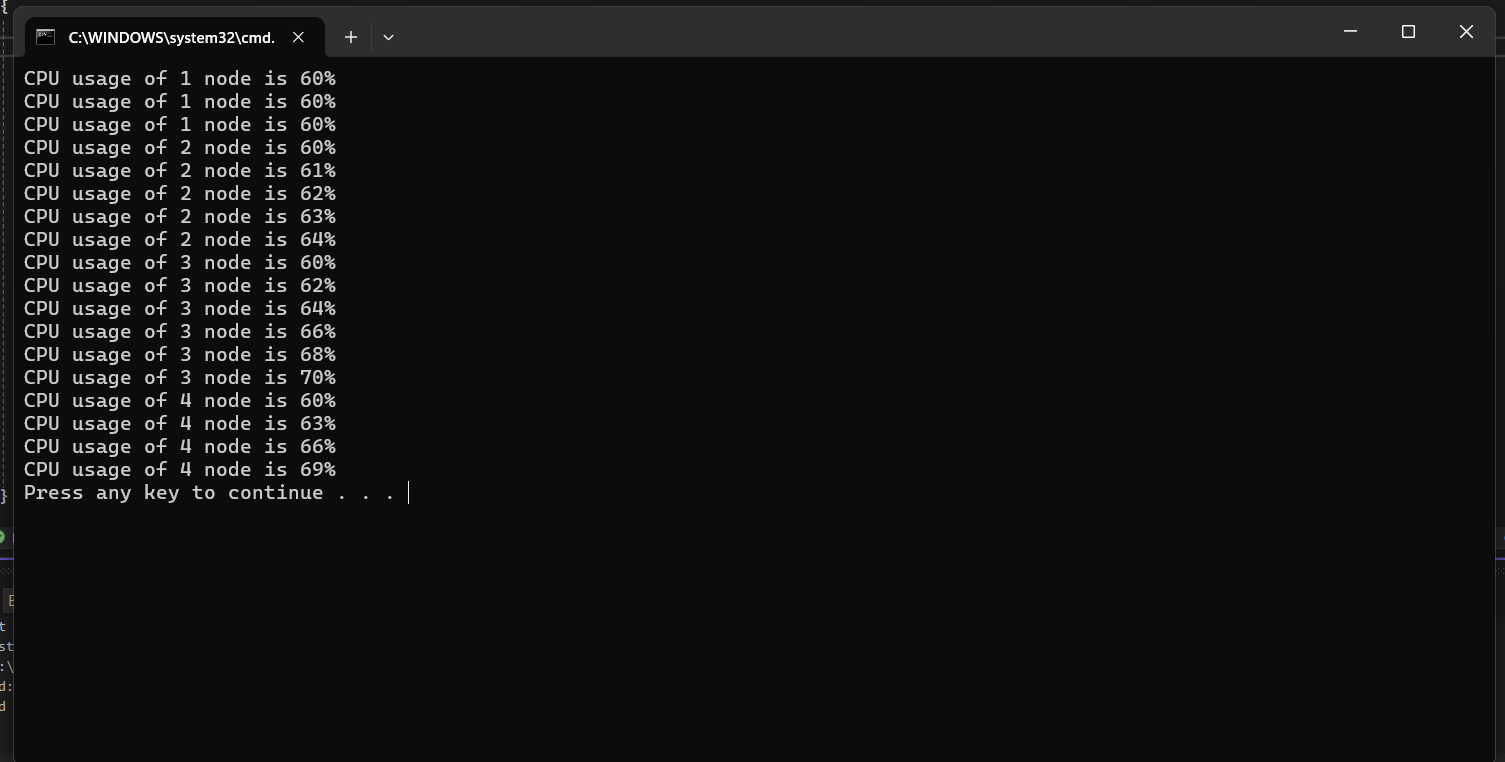 C:\WINDOWS\system32\cmd.
CPU usage of 1 node is 60%
CPU usage of 1 node is 60%
CPU usage of 1 node is 60%
CPU usage of 2 node is 60%
CPU usage of 2 node is 61%
CPU usage of 2 node is 62%
CPU usage of 2 node is 63%
CPU usage of 2 node is 64%
CPU usage of 3 node is 60%
CPU usage of 3 node is 62%
CPU usage of 3 node is 64%
CPU usage of 3 node is 66%
CPU usage of 3 node is 68%
CPU usage of 3 node is 70%
CPU usage of 4 node is 60%
CPU usage of 4 node is 63%
CPU usage of 4 node is 66%
CPU usage of 4 node is 69%
Press any key to continue . . .